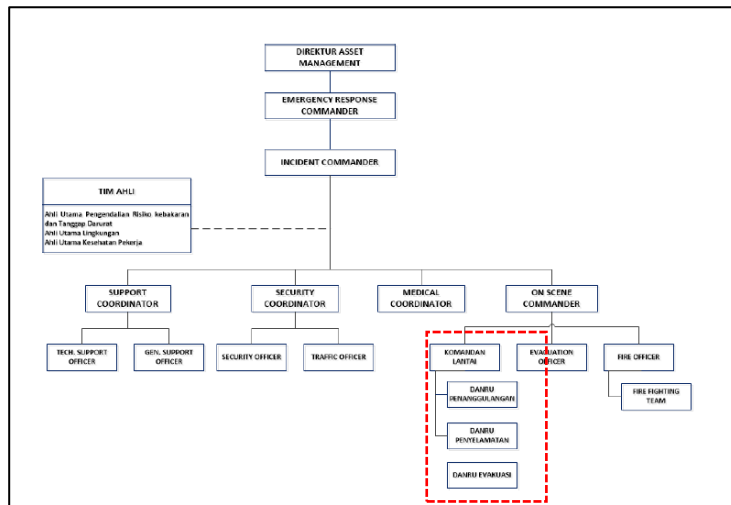 DIREKTUR ASSET
MANAGEMENT
EMERGENCY RESPONSE
COMMANDER
INCIDENT COMMANDER
TIM AHLI
Ahli Utama Pengendalian Risiko kebakaran
dan Tanggap Darurat
Ahli Utama Lingkungan
Ahli Utama Kesehatan Pekerja
SUPPORT
COORDINATOR
SECURITY
COORDINATOR
MEDICAL
COORDINATOR
ON SCENE
COMMANDER
TECH. SUPPORT
OFFICER
GEN. SUPPORT
OFFICER
SECURITY OFFICER
TRAFFIC OFFICER
KOMANDAN
LANTAI
EVACUATION
OFFICER
FIRE OFFICER
DANRU
PENANGGULANGAN
FIRE FIGHTING
TEAM
DANRU
PENYELAMATAN
DANRU EVAKUASI